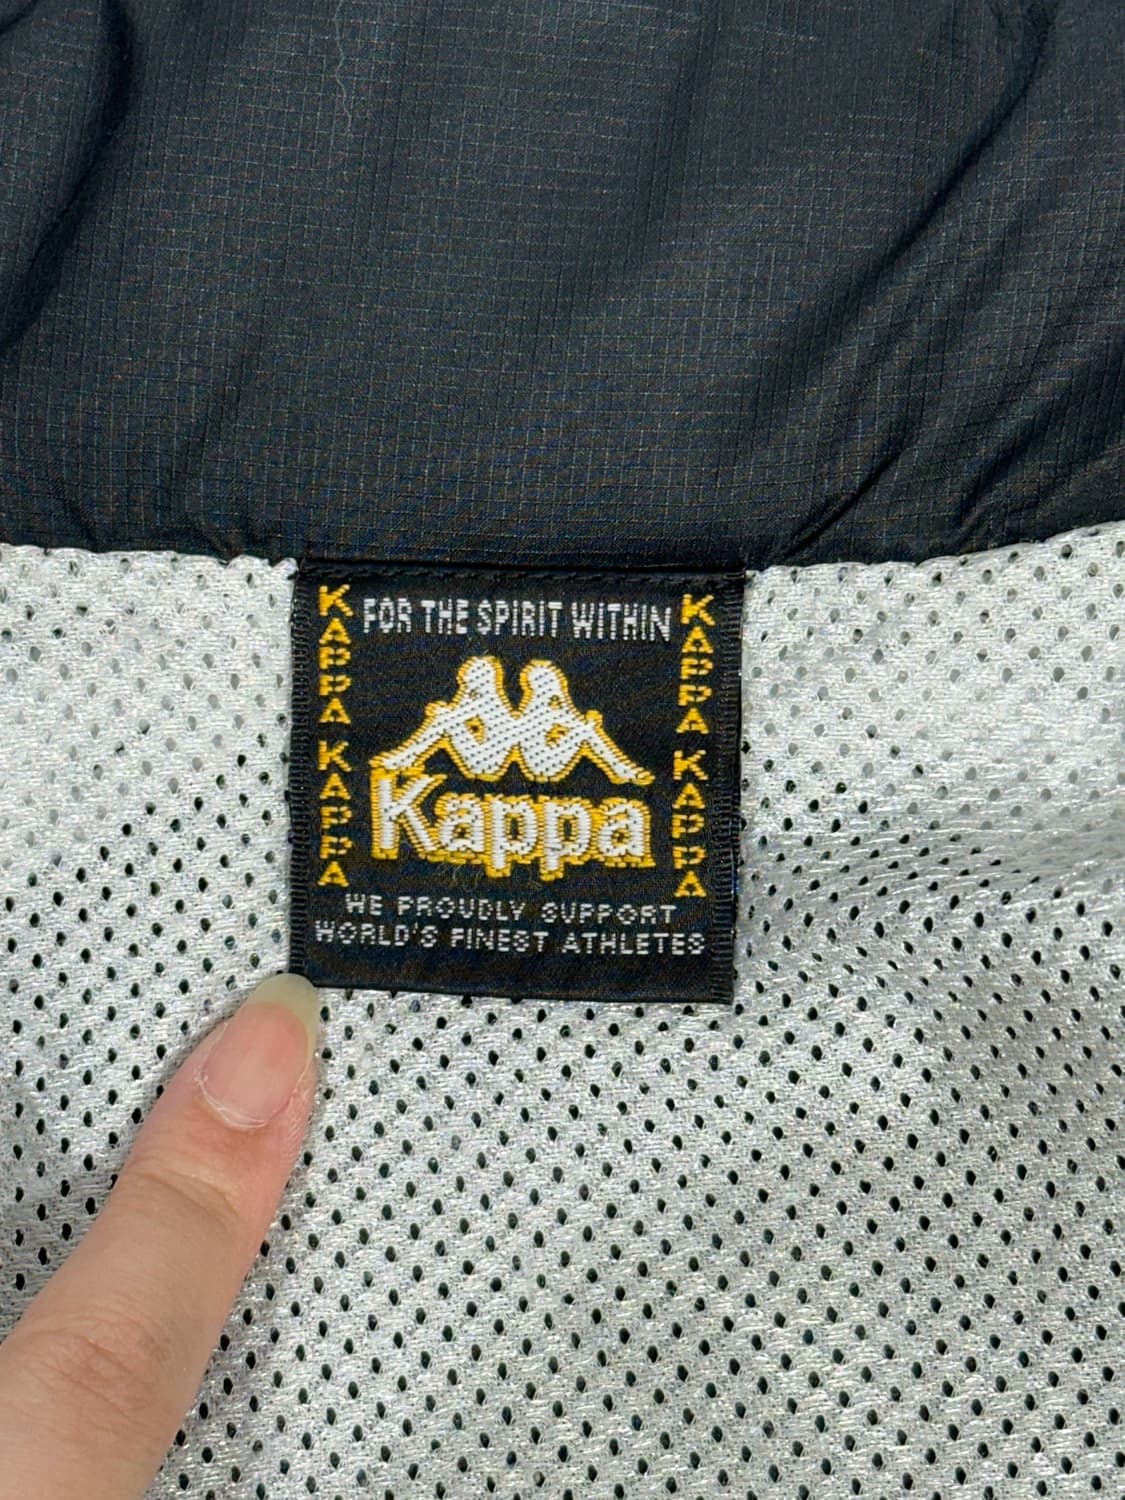 FOR THE SPIRIT WITHIN
KAPPA KAPPA
KAPPA KAPPA
Kappa
WE PROUDLY SUPPORT
WORLD'S FINEST ATHLETES